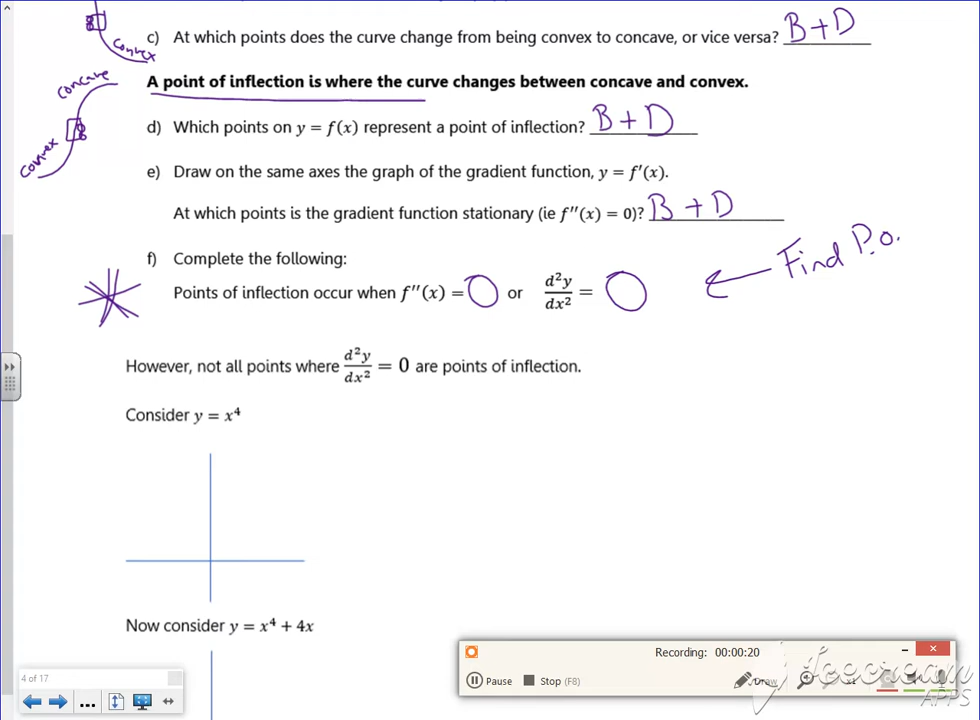 convex
c) At which points does the curve change from being convex to concave, or vice versa? B + D
concave
A point of inflection is where the curve changes between concave and convex.
d) Which points on y = f(x) represent a point of inflection? B + D
convex
e) Draw on the same axes the graph of the gradient function, y = f'(x).
At which points is the gradient function stationary (ie f''(x) = 0)? B + D
f) Complete the following:
Find P.O.
Points of inflection occur when f''(x) = 0 or d²y/dx² = 0
However, not all points where d²y/dx² = 0 are points of inflection.
Consider y = x⁴
Now consider y = x⁴ + 4x
Recording: 00:00:20
4 of 17
Pause Stop (F8) Draw
Icecream
APPS